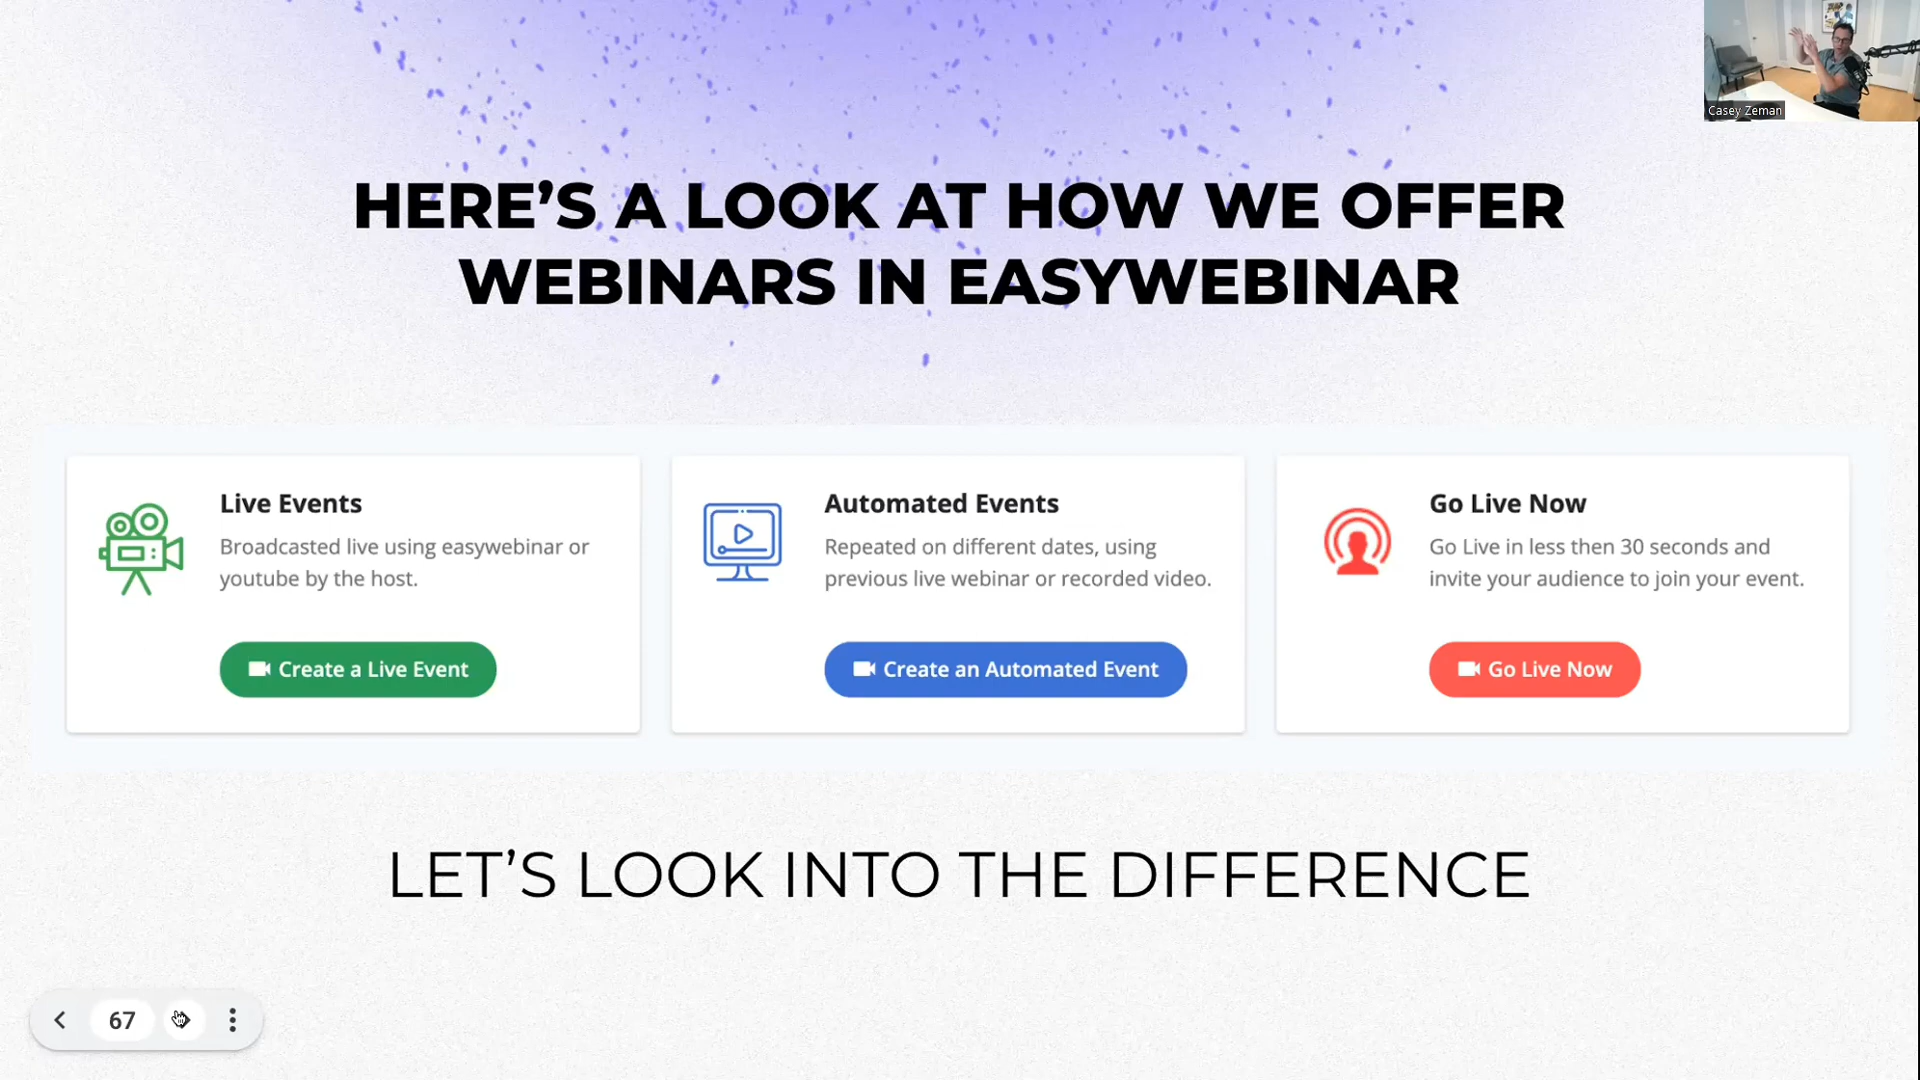 Casey Zeman
HERE’S A LOOK AT HOW WE OFFER
WEBINARS IN EASYWEBINAR
Live Events
Broadcasted live using easywebinar or
youtube by the host.
Create a Live Event
Automated Events
Repeated on different dates, using
previous live webinar or recorded video.
Create an Automated Event
Go Live Now
Go Live in less then 30 seconds and
invite your audience to join your event.
Go Live Now
LET’S LOOK INTO THE DIFFERENCE
67